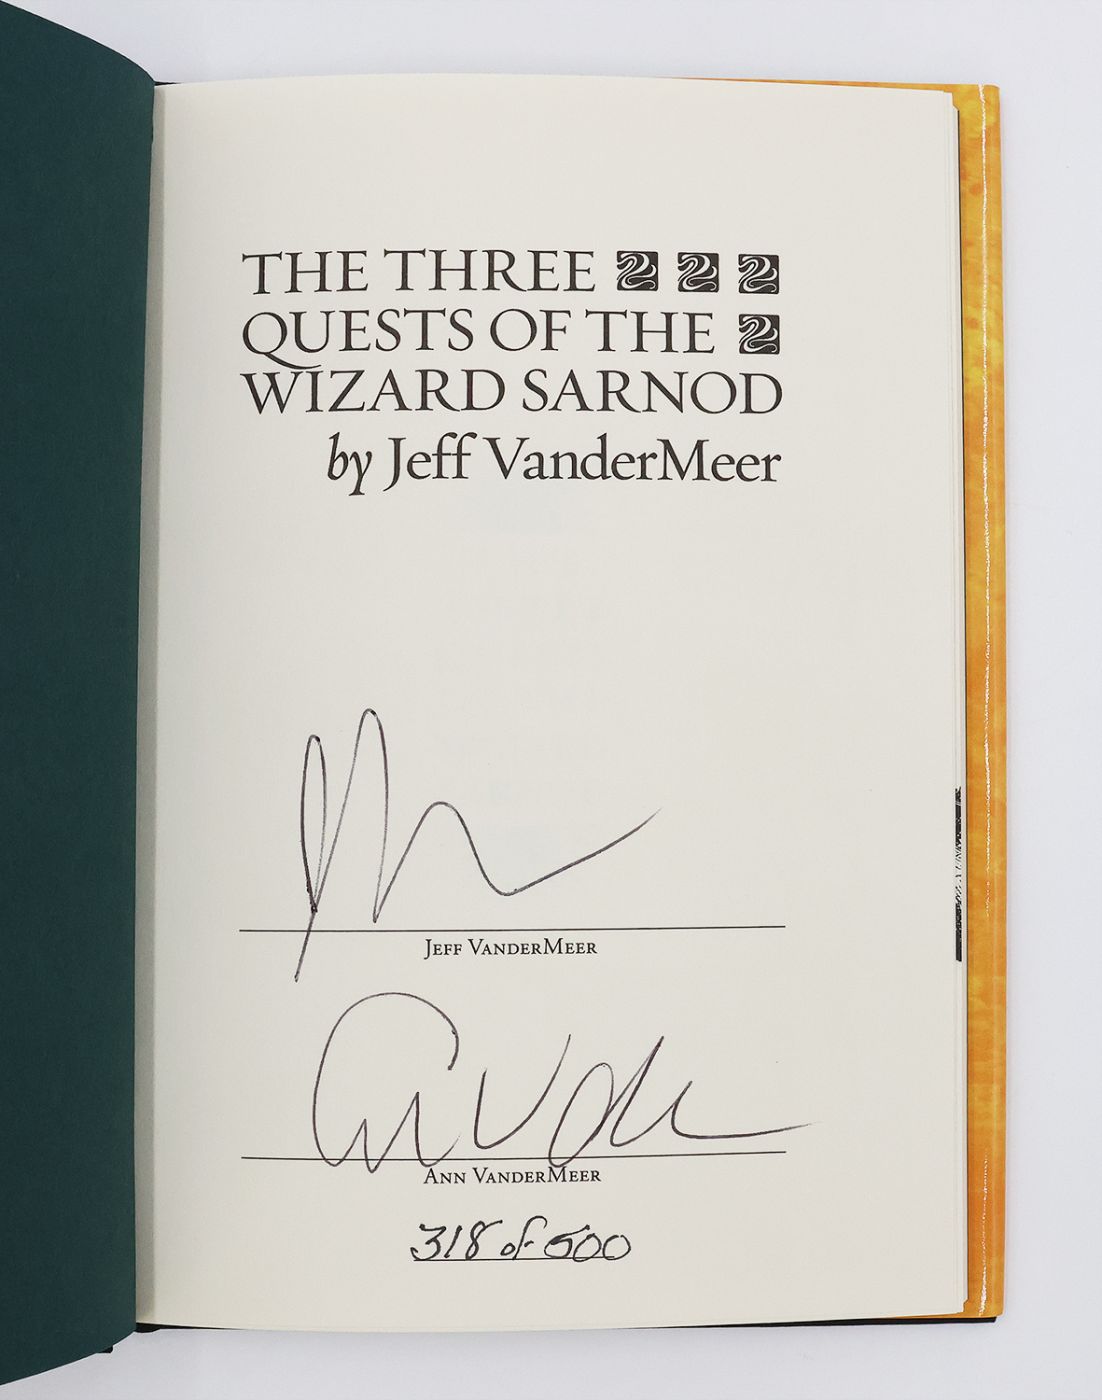 THE THREE
QUESTS OF THE
WIZARD SARNOD
by Jeff VanderMeer
JEFF VANDERMEER
ANN VANDERMEER
318 of 500